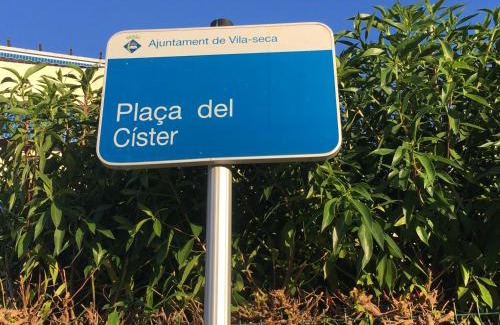 Ajuntament de Vila-seca
Plaça del
Císter